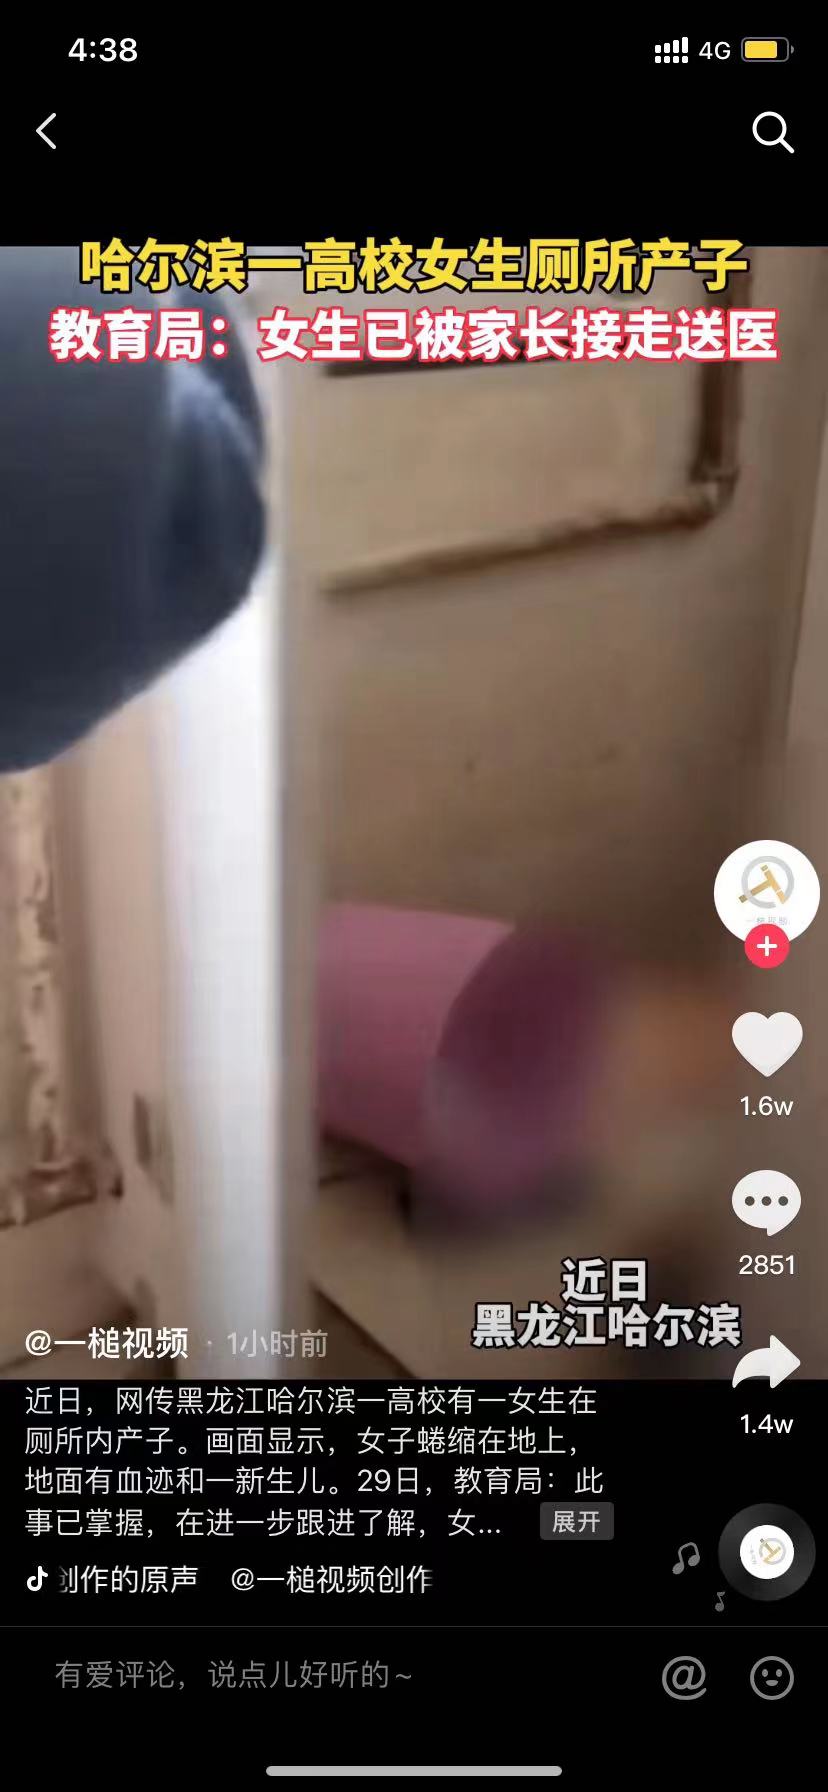 4:38
4G
哈尔滨一高校女生厕所产子
教育局：女生已被家长接走送医
1.6w
2851
近日
黑龙江哈尔滨
1.4w
@一槌视频 · 1小时前
近日，网传黑龙江哈尔滨一高校有一女生在
厕所内产子。画面显示，女子蜷缩在地上，
地面有血迹和一新生儿。29日，教育局：此
事已掌握，在进一步跟进了解，女... 展开
创作的原声 @一槌视频创作
有爱评论，说点儿好听的~